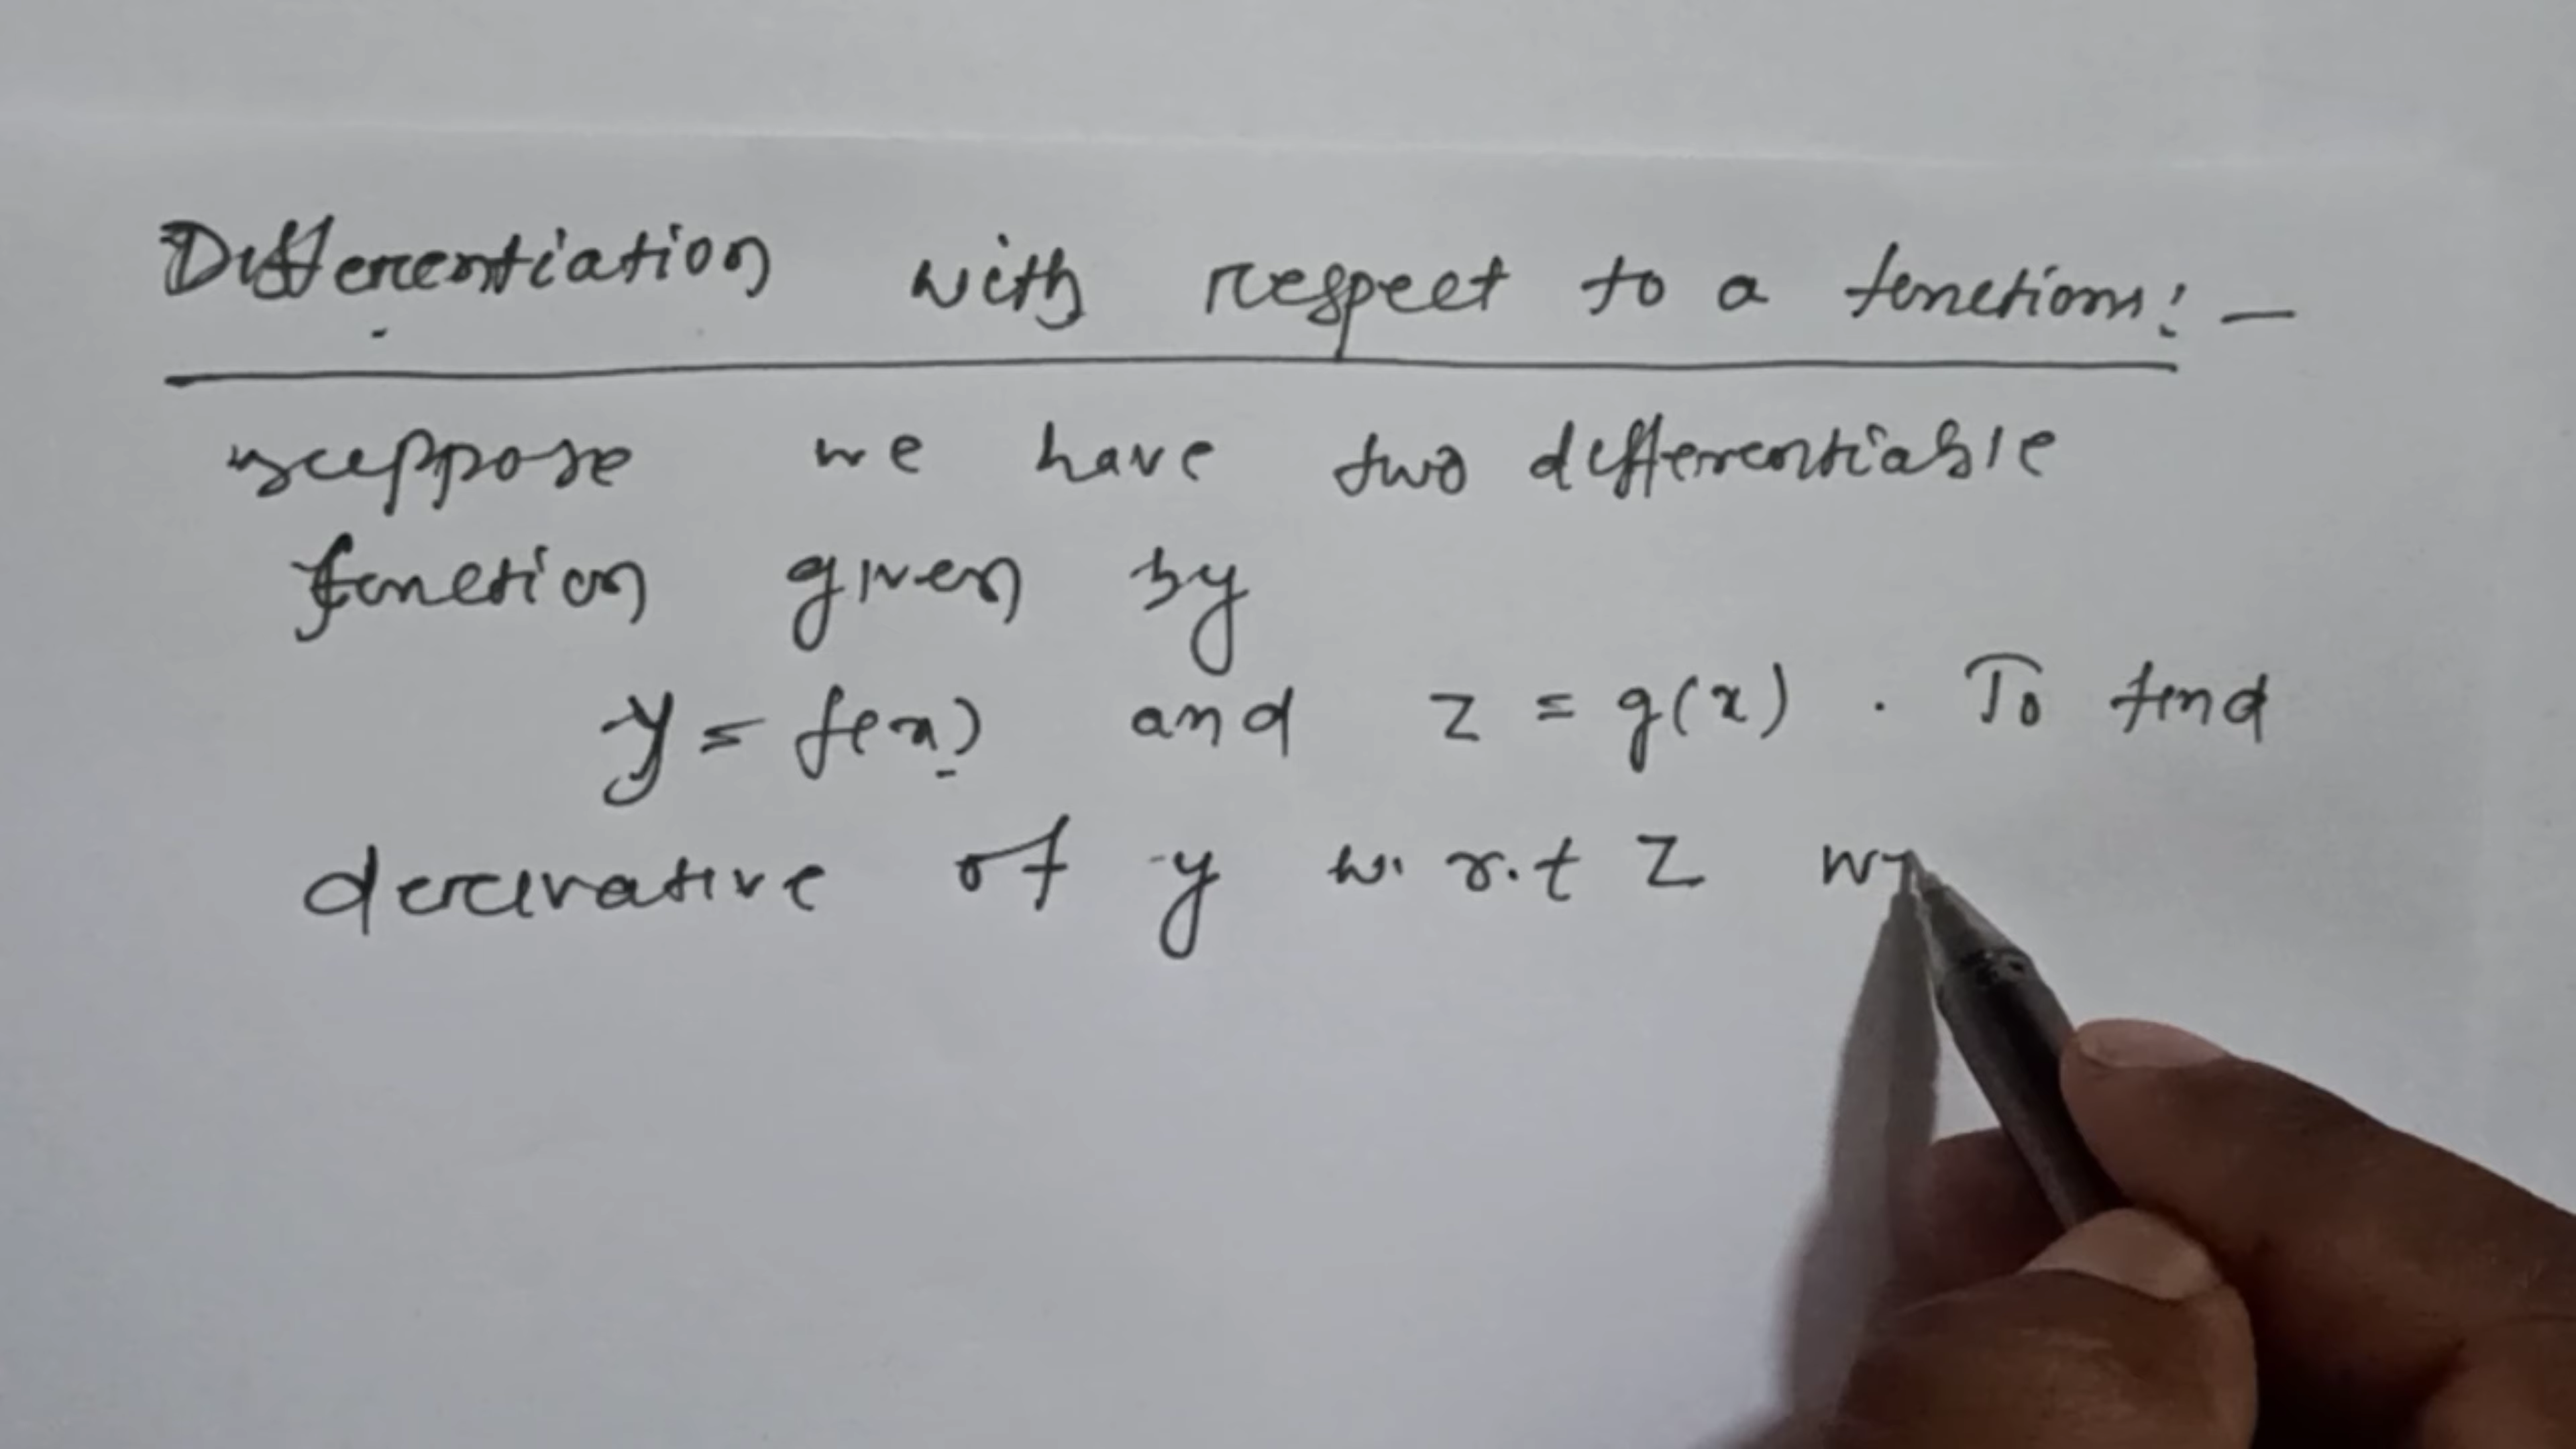 Differentiation with respect to a functions: —
suppose we have two differentiable
function given by
y = f(x) and z = g(x) . To find
derivative of y w.r.t z